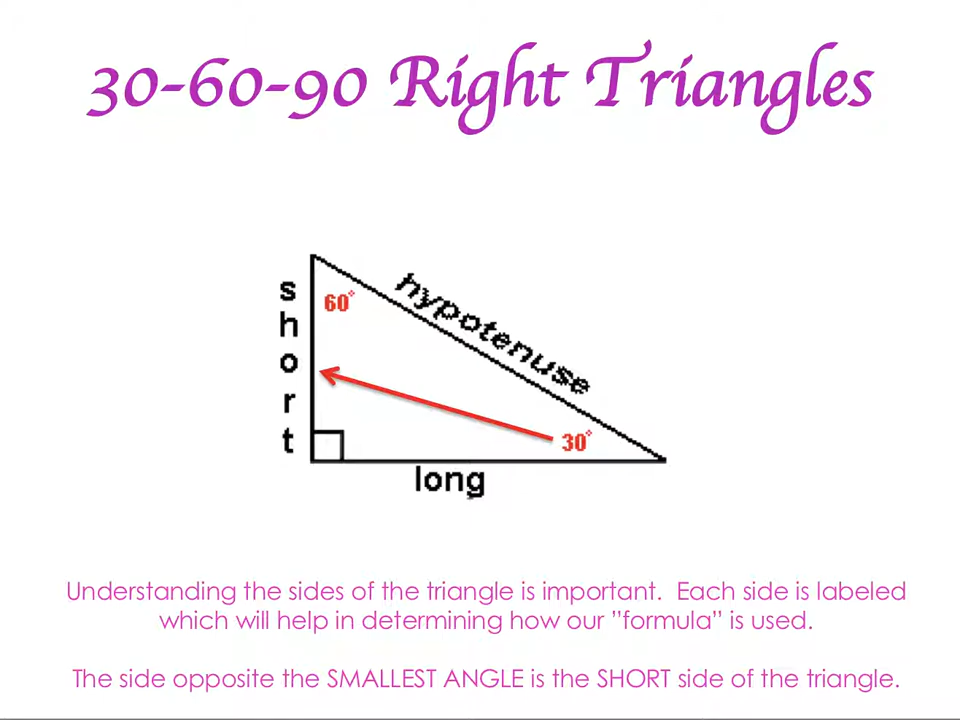 30-60-90 Right Triangles
short
60°
hypotenuse
30°
long
Understanding the sides of the triangle is important.  Each side is labeled
which will help in determining how our ”formula” is used.
The side opposite the SMALLEST ANGLE is the SHORT side of the triangle.